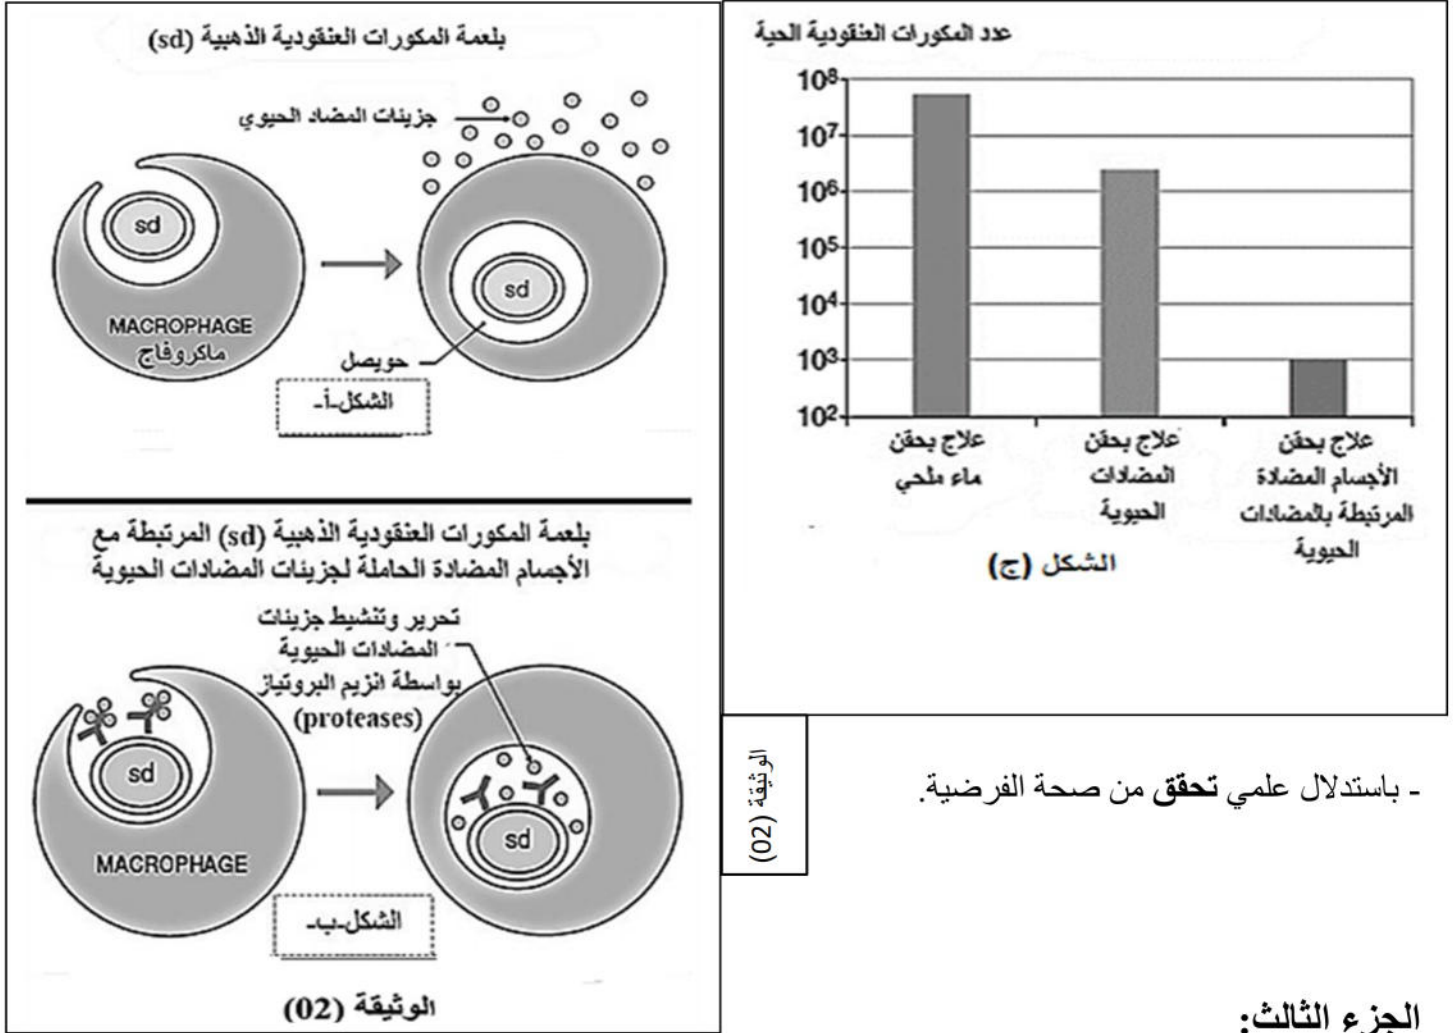 بلعمة المكورات العنقودية الذهبية (sd)
جزيئات المضاد الحيوي
sd
sd
MACROPHAGE
ماكروفاج
حويصل
الشكل-أ-
بلعمة المكورات العنقودية الذهبية (sd) المرتبطة مع
الأجسام المضادة الحاملة لجزيئات المضادات الحيوية
تحرير وتنشيط جزيئات
المضادات الحيوية
بواسطة انزيم البروتياز
(proteases)
sd
sd
MACROPHAGE
الشكل-ب-
الوثيقة (02)
عدد المكورات العنقودية الحية
10⁸
10⁷
10⁶
10⁵
10⁴
10³
10²
علاج بحقن
الأجسام المضادة
المرتبطة بالمضادات
الحيوية
علاج بحقن
المضادات
الحيوية
علاج بحقن
ماء ملحي
الشكل (ج)
الوثيقة (02)
- باستدلال علمي تحقق من صحة الفرضية.
الجزء الثالث: